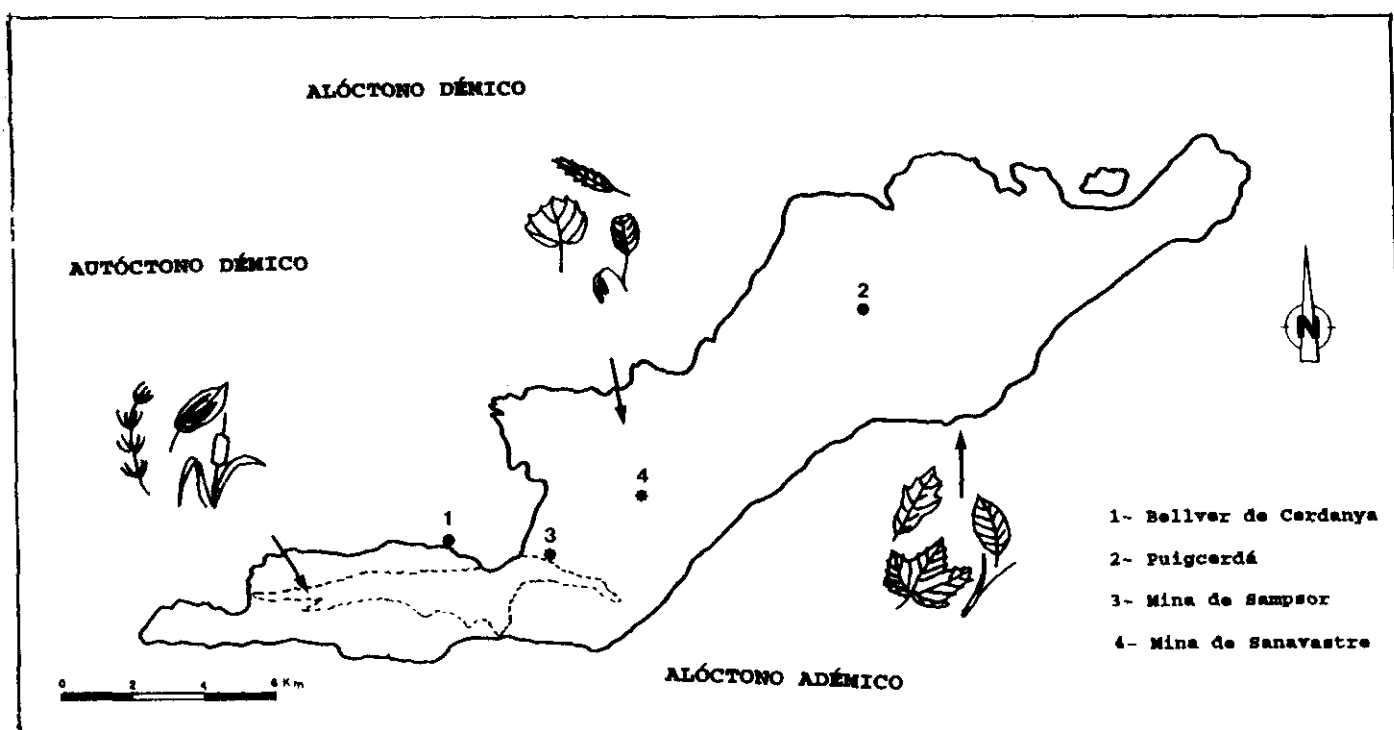 ALÓCTONO DÉMICO
AUTÓCTONO DÉMICO
2
N
4
1
3
1- Bellver de Cerdanya
2- Puigcerdá
3- Mina de Sampsor
4- Mina de Sanavastre
ALÓCTONO ADÉMICO
0 2 4 6 Km